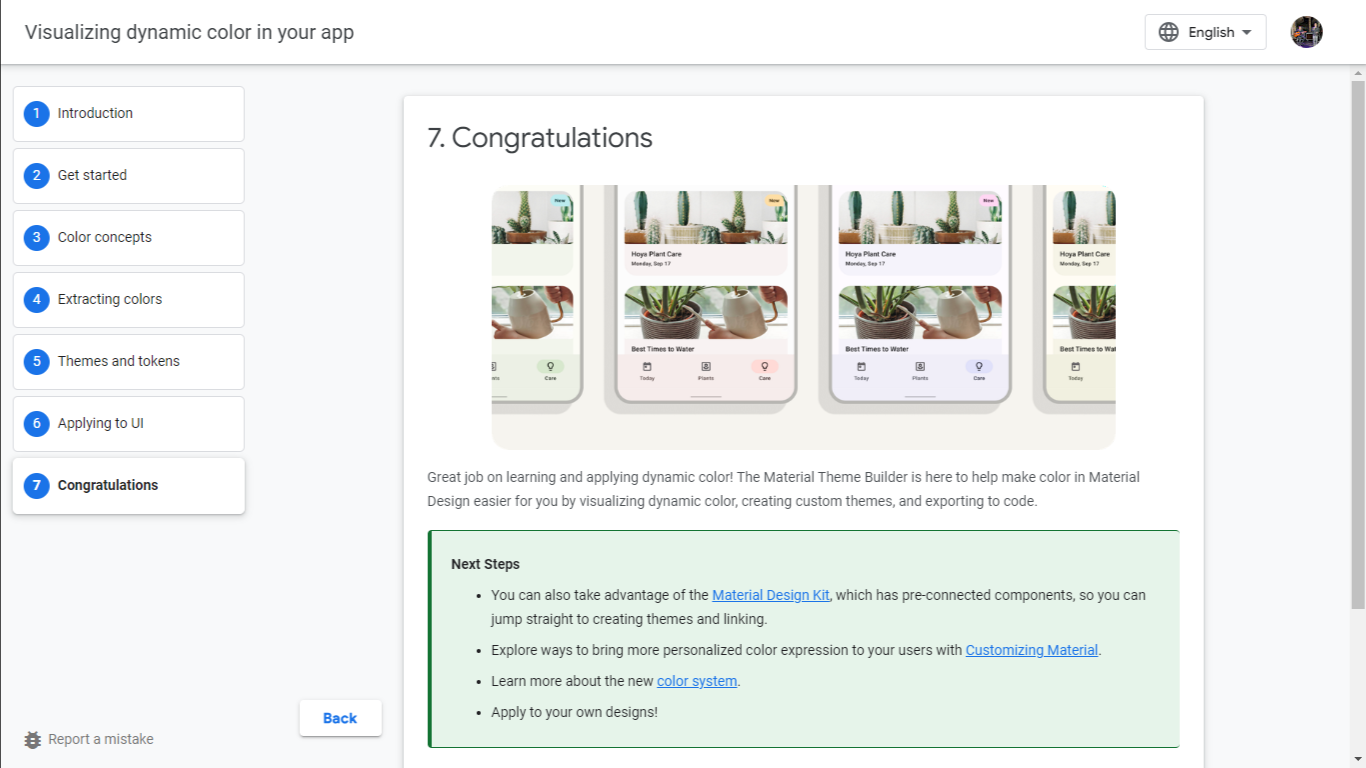 Visualizing dynamic color in your app
English
1 Introduction
2 Get started
3 Color concepts
4 Extracting colors
5 Themes and tokens
6 Applying to UI
7 Congratulations
Report a mistake
Back
7. Congratulations
New
New
New
Hoya Plant Care
Monday, Sep 17
Hoya Plant Care
Monday, Sep 17
Hoya Plant Care
Monday, Sep 17
Best Times to Water
Best Times to Water
Best Times to Wat
nts Care
Today Plants Care
Today Plants Care
Today
Great job on learning and applying dynamic color! The Material Theme Builder is here to help make color in Material
Design easier for you by visualizing dynamic color, creating custom themes, and exporting to code.
Next Steps
• You can also take advantage of the Material Design Kit, which has pre-connected components, so you can
jump straight to creating themes and linking.
• Explore ways to bring more personalized color expression to your users with Customizing Material.
• Learn more about the new color system.
• Apply to your own designs!